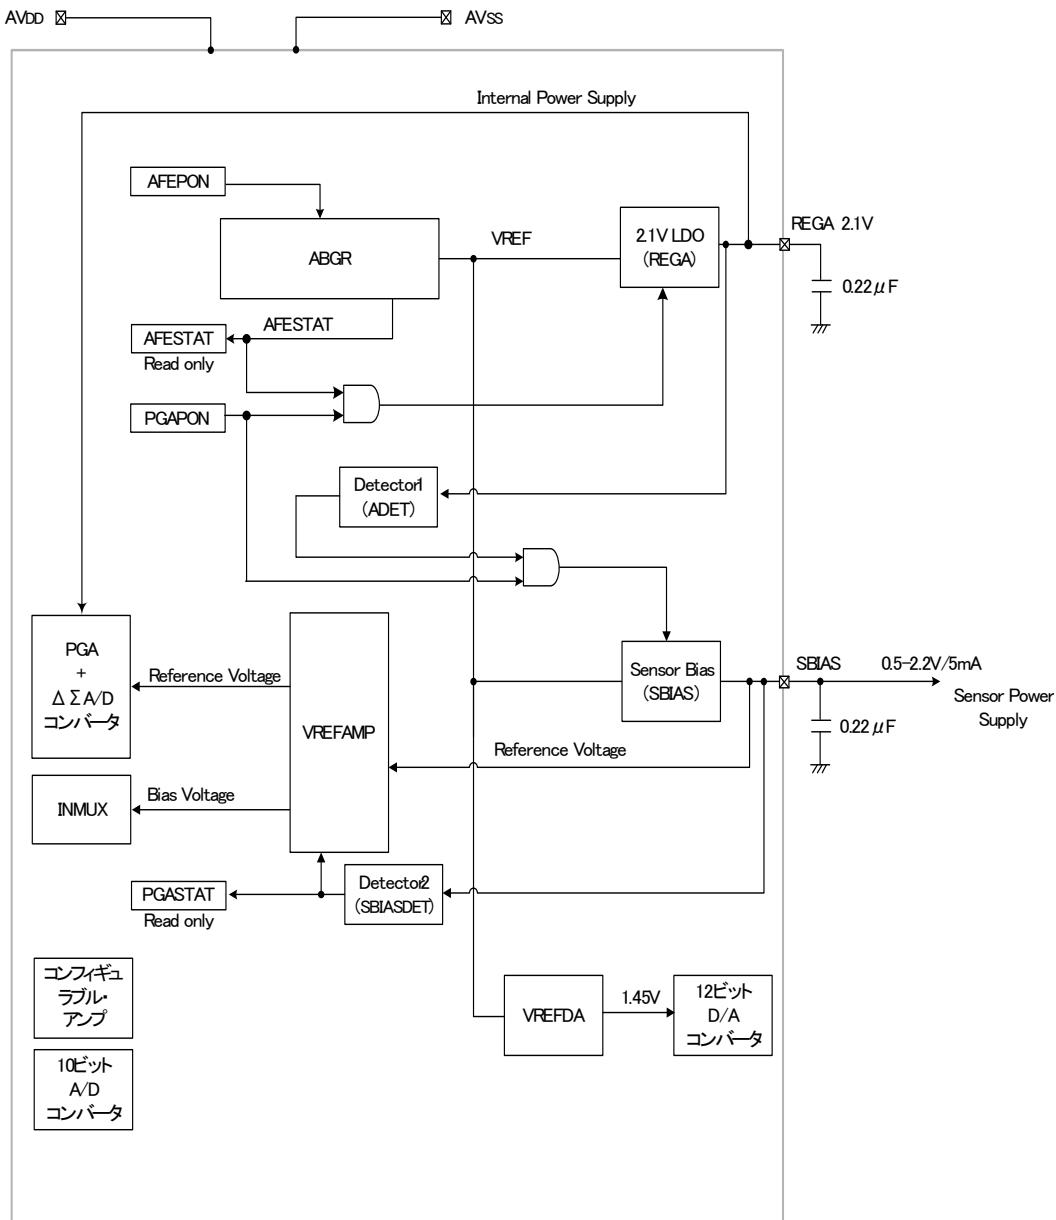 AVDD
AVSS
Internal Power Supply
AFEPON
ABGR
VREF
2.1V LDO
(REGA)
REGA 2.1V
0.22μF
AFESTAT
AFESTAT
Read only
PGAPON
Detector1
(ADET)
PGA
+
ΔΣA/D
コンバータ
Reference Voltage
VREFAMP
Sensor Bias
(SBIAS)
SBIAS
0.5-2.2V/5mA
Sensor Power
Supply
0.22μF
Reference Voltage
INMUX
Bias Voltage
PGASTAT
Read only
Detector2
(SBIASDET)
コンフィギュ
ラブル・
アンプ
VREFDA
1.45V
12ビット
D/A
コンバータ
10ビット
A/D
コンバータ